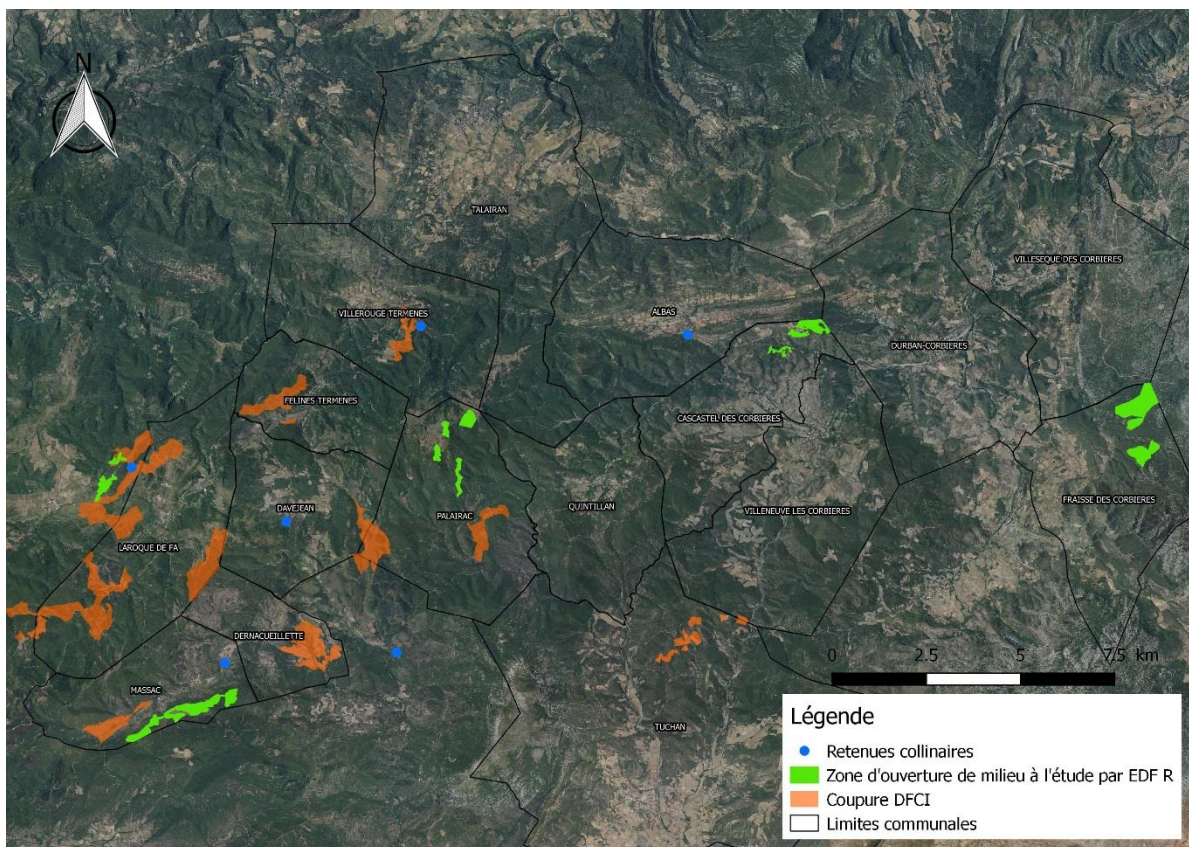 N
TALAIRAN
VILLESEQUE DES CORBIERES
VILLEROUGE TERMENES
ALBAS
DURBAN-CORBIERES
FELINES TERMENES
CASCASTEL DES CORBIERES
FRAISSE DES CORBIERES
DAVEJEAN
PALAIRAC
QUINTILLAN
VILLENEUVE LES CORBIERES
LAROQUE DE FA
DERNACUEILLETTE
0 2.5 5 7.5 km
MASSAC
TUCHAN
Légende
Retenues collinaires
Zone d'ouverture de milieu à l'étude par EDF R
Coupure DFCI
Limites communales